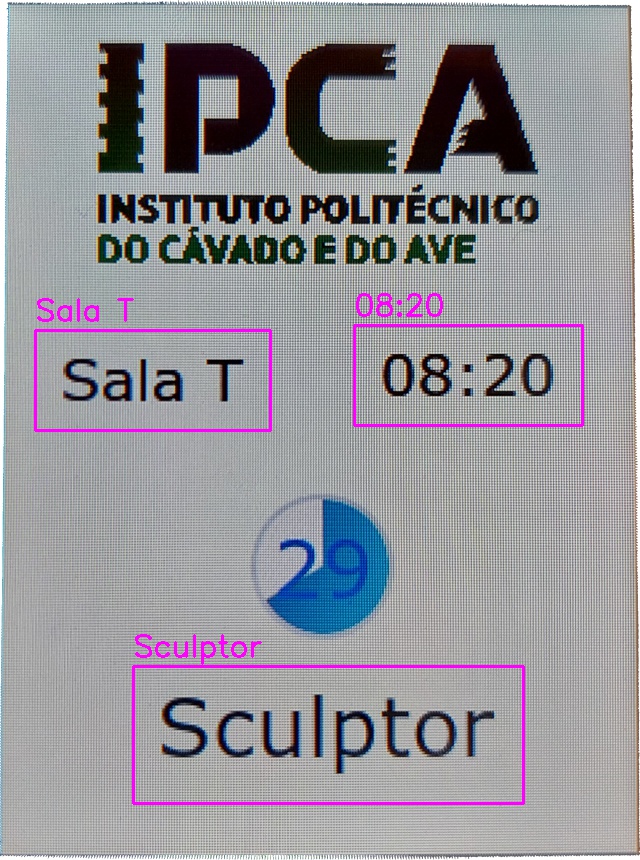 IPCA
INSTITUTO POLITÉCNICO
DO CÁVADO E DO AVE
Sala T
08:20
Sala T
08:20
29
Sculptor
Sculptor